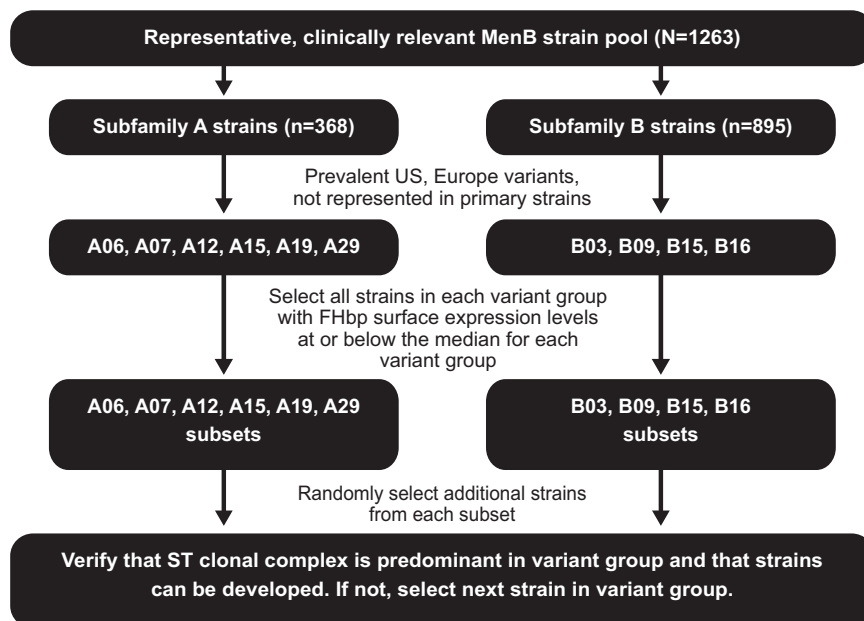 Representative, clinically relevant MenB strain pool (N=1263)
Subfamily A strains (n=368)
Subfamily B strains (n=895)
Prevalent US, Europe variants,
not represented in primary strains
A06, A07, A12, A15, A19, A29
B03, B09, B15, B16
Select all strains in each variant group
with FHbp surface expression levels
at or below the median for each
variant group
A06, A07, A12, A15, A19, A29
subsets
B03, B09, B15, B16
subsets
Randomly select additional strains
from each subset
Verify that ST clonal complex is predominant in variant group and that strains
can be developed. If not, select next strain in variant group.